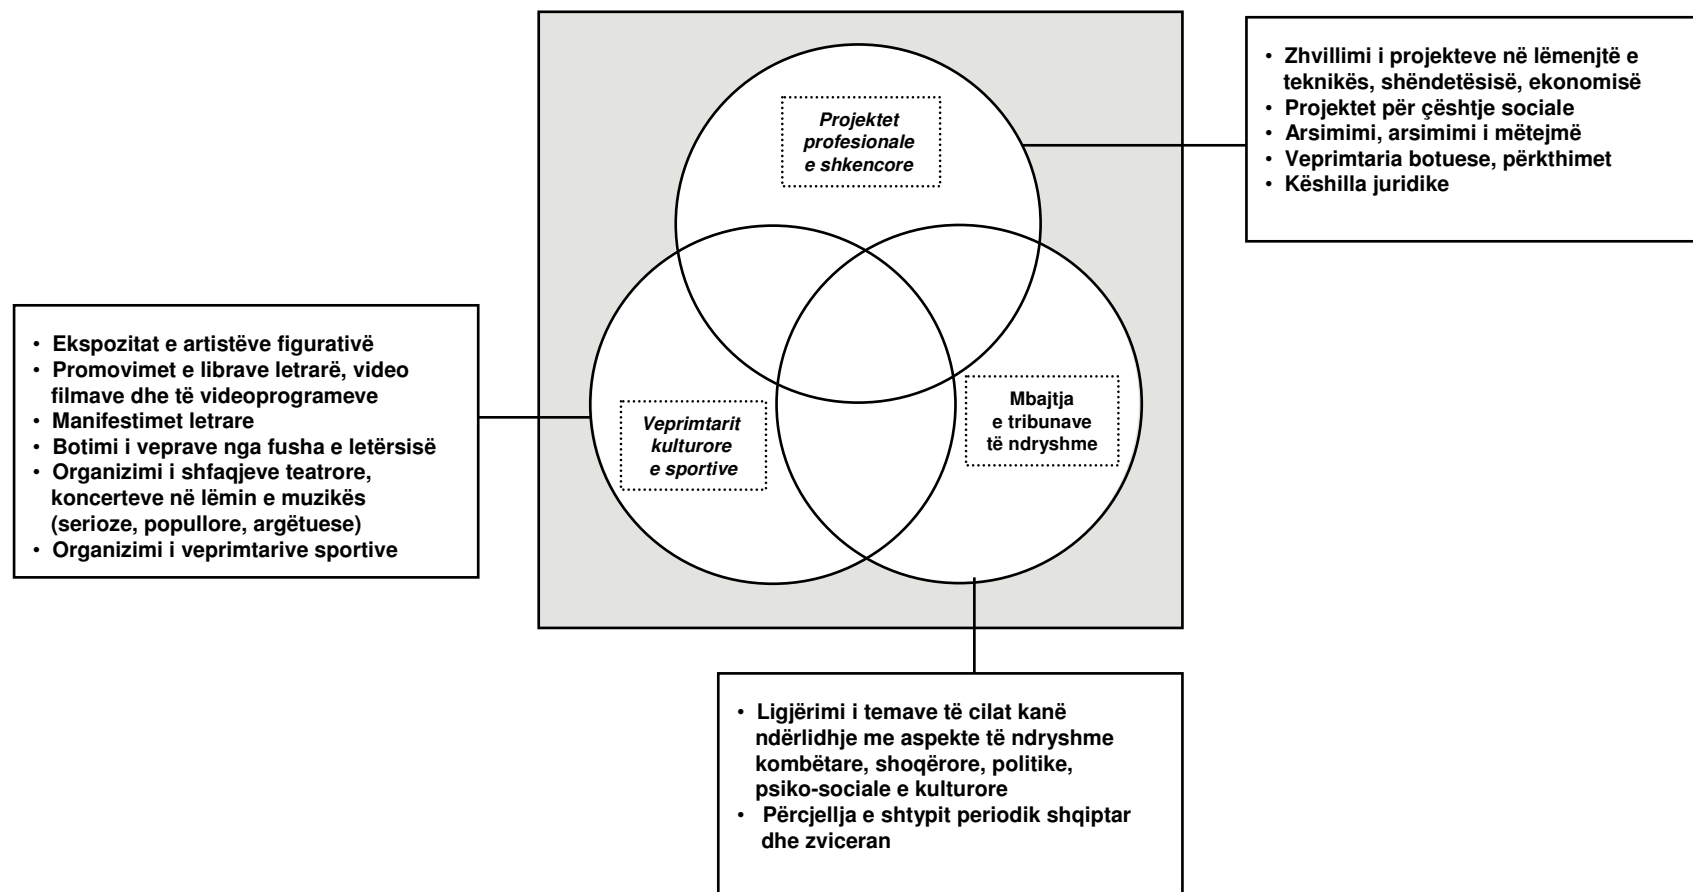 Projektet
profesionale
e shkencore
• Zhvillimi i projekteve në lëmenjtë e
teknikës, shëndetësisë, ekonomisë
• Projektet për çështje sociale
• Arsimimi, arsimimi i mëtejmë
• Veprimtaria botuese, përkthimet
• Këshilla juridike
• Ekspozitat e artistëve figurativë
• Promovimet e librave letrarë, video
filmave dhe të videoprogrameve
• Manifestimet letrare
• Botimi i veprave nga fusha e letërsisë
• Organizimi i shfaqjeve teatrore,
koncerteve në lëmin e muzikës
(serioze, popullore, argëtuese)
• Organizimi i veprimtarive sportive
Veprimtarit
kulturore
e sportive
Mbajtja
e tribunave
të ndryshme
• Ligjërimi i temave të cilat kanë
ndërlidhje me aspekte të ndryshme
kombëtare, shoqërore, politike,
psiko-sociale e kulturore
• Përcjellja e shtypit periodik shqiptar
dhe zviceran